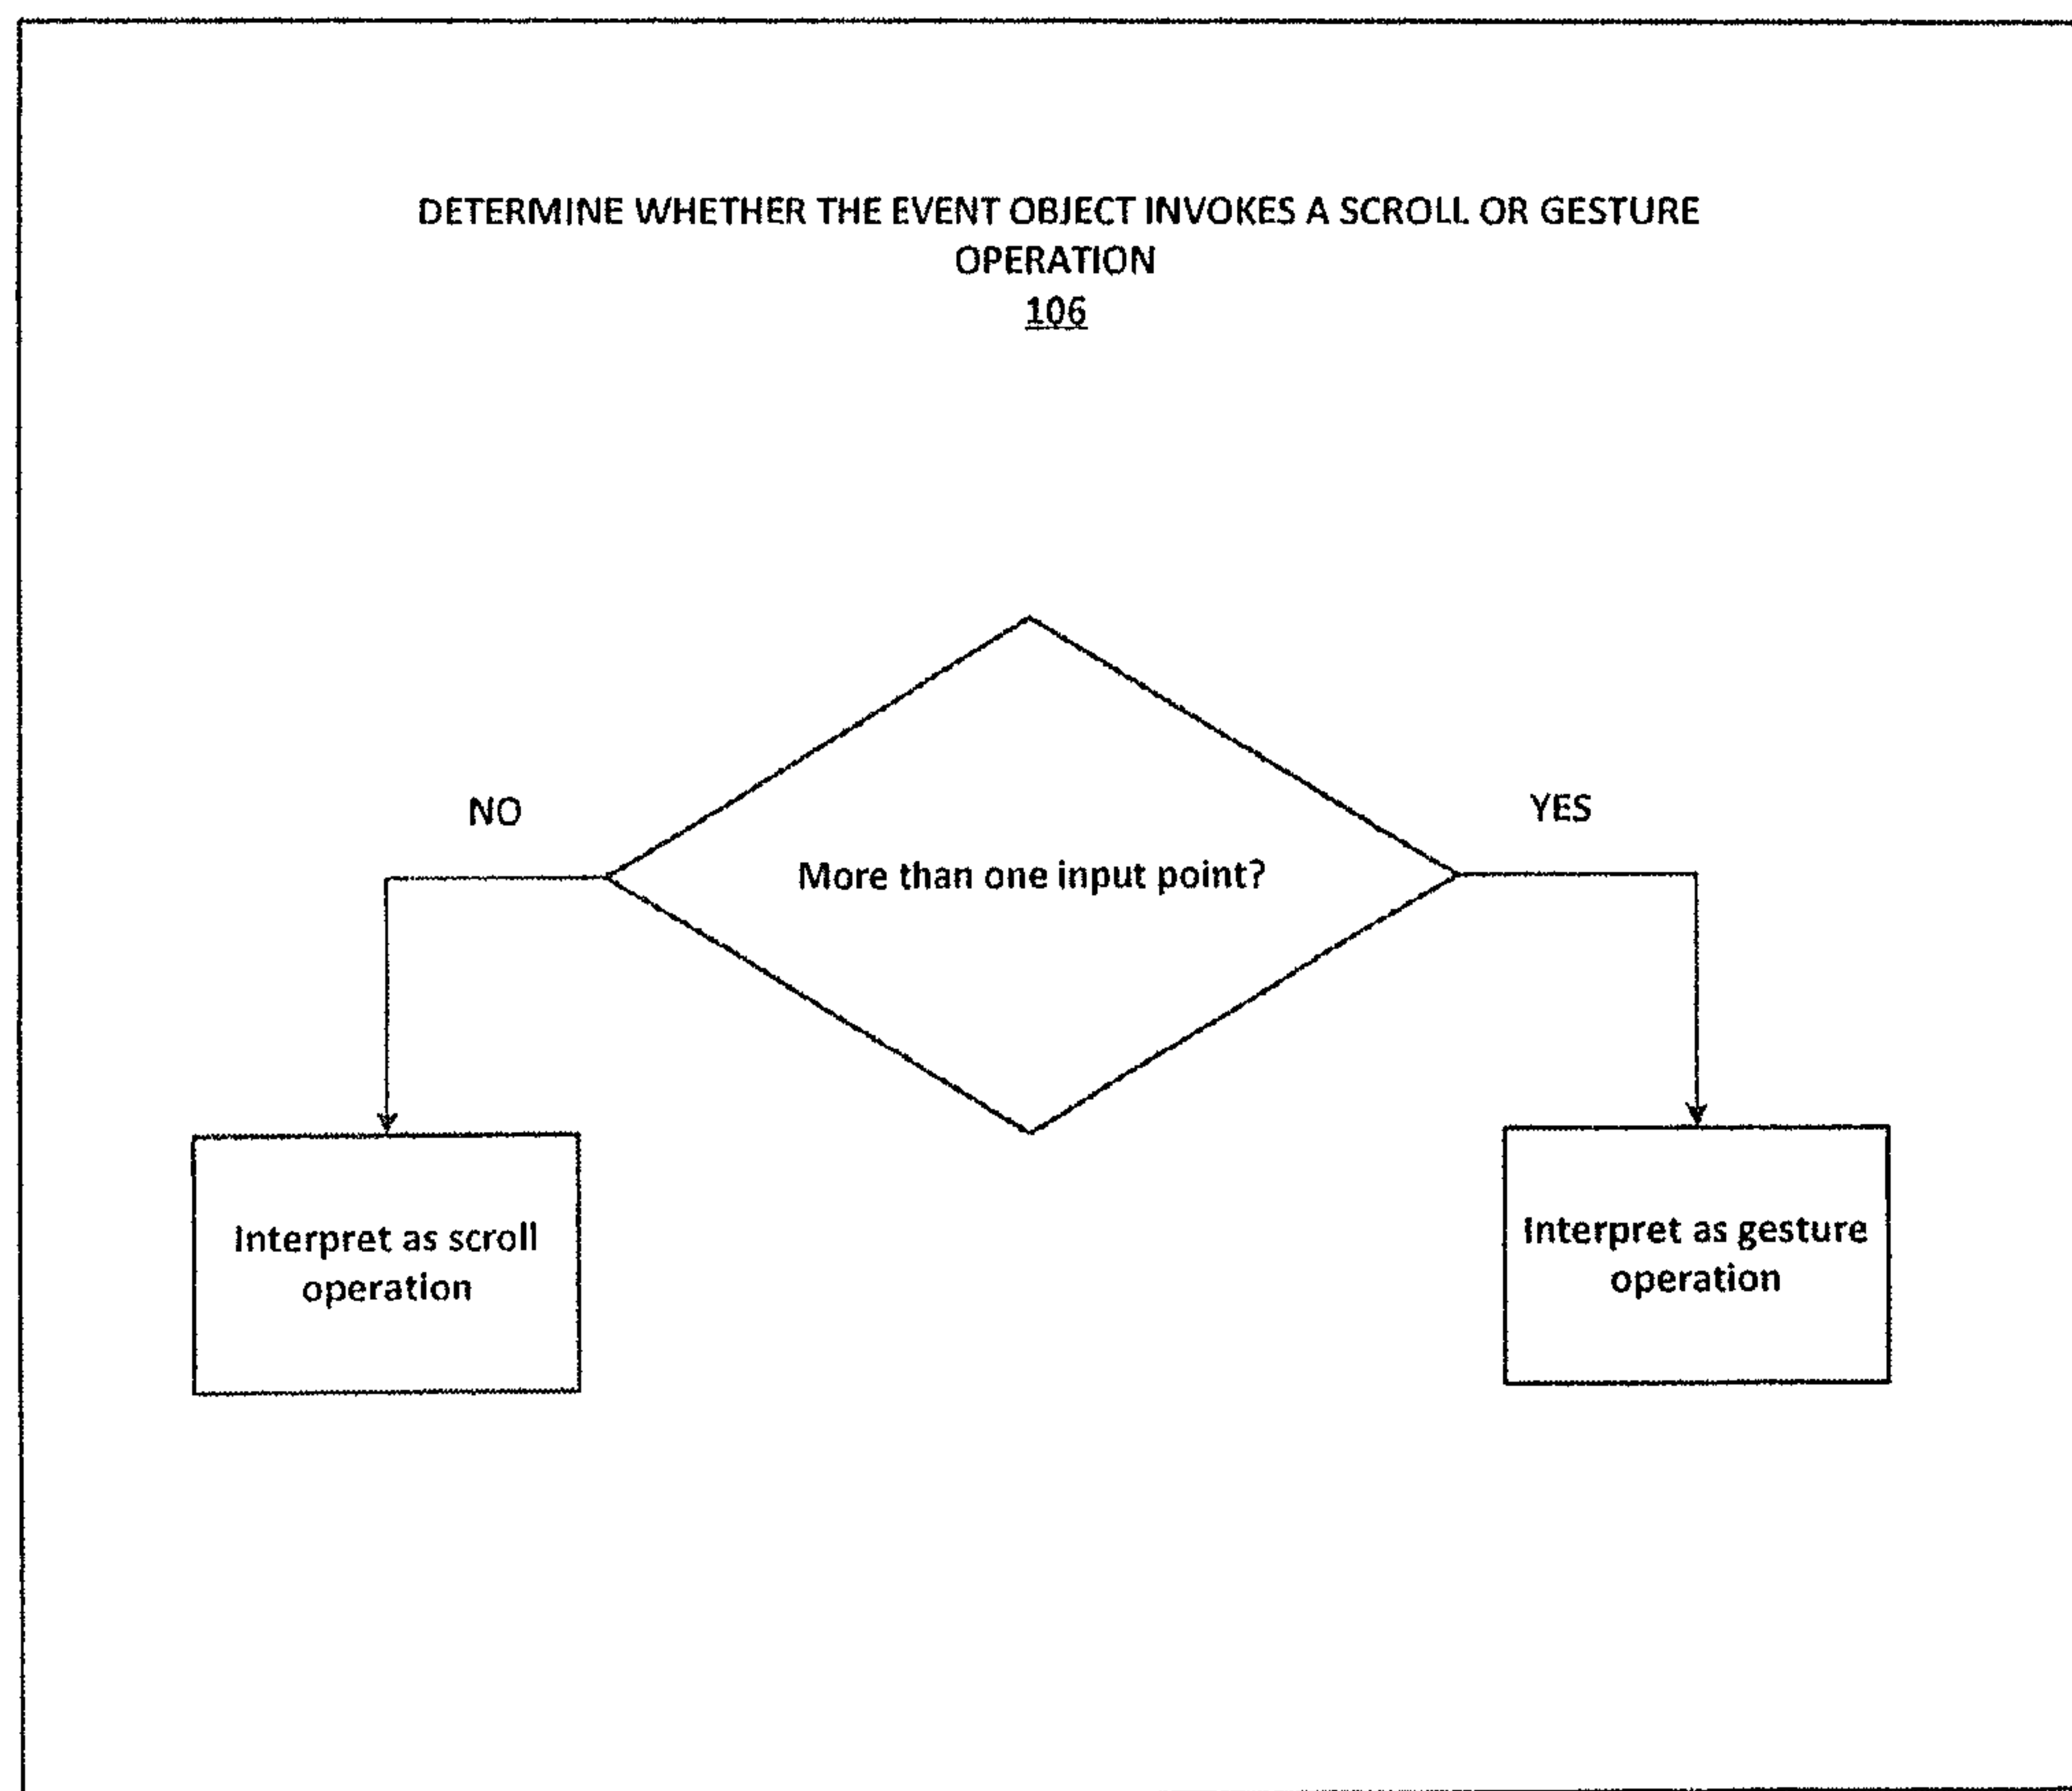 DETERMINE WHETHER THE EVENT OBJECT INVOKES A SCROLL OR GESTURE
OPERATION
106
NO
YES
More than one input point?
Interpret as scroll
operation
Interpret as gesture
operation